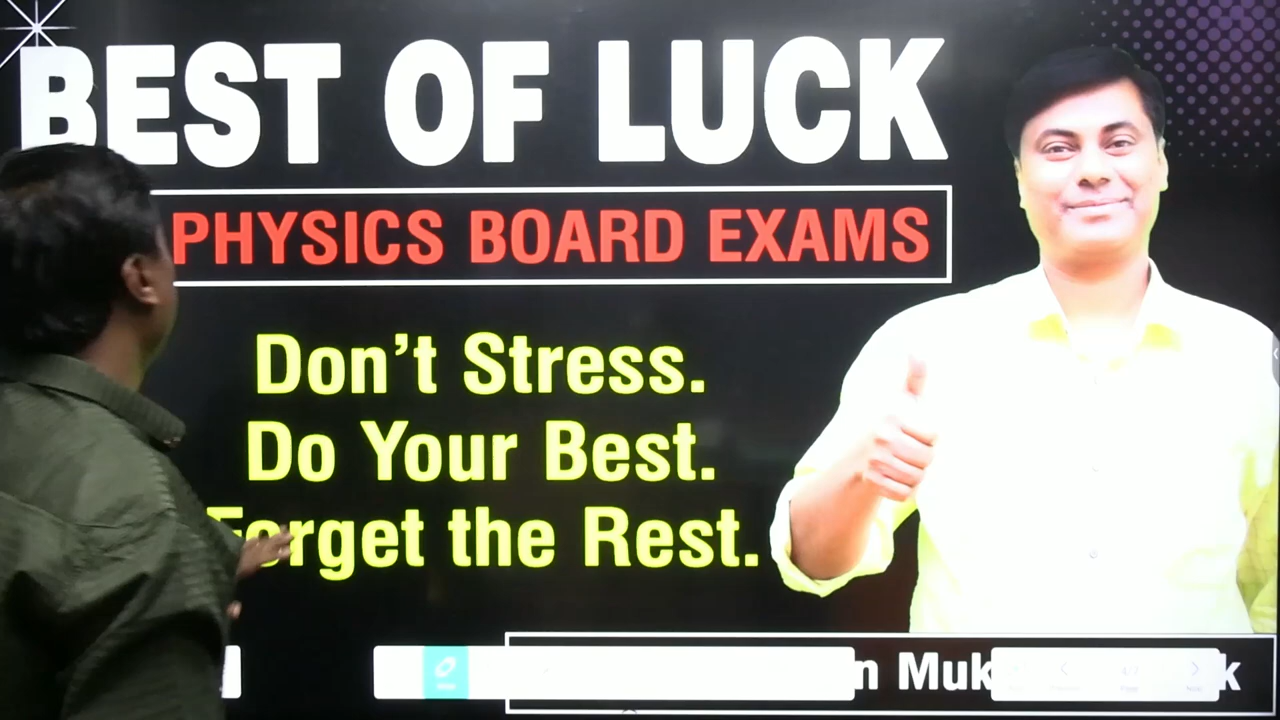 BEST OF LUCK
PHYSICS BOARD EXAMS
Don't Stress.
Do Your Best.
Forget the Rest.